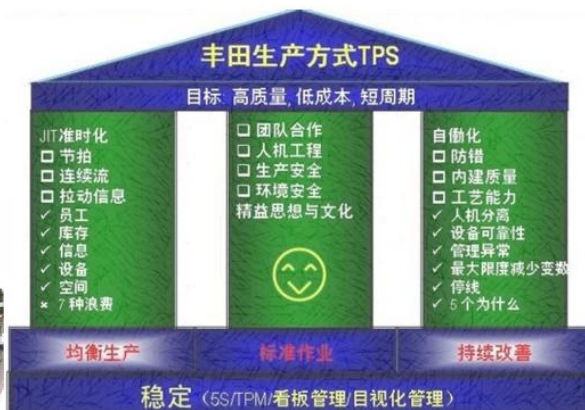 丰田生产方式TPS
目标: 高质量, 低成本, 短周期
JIT准时化
节拍
连续流
拉动信息
员工
库存
信息
设备
空间
7种浪费
团队合作
人机工程
生产安全
环境安全
精益思想与文化
自働化
防错
内建质量
工艺能力
人机分离
设备可靠性
管理异常
最大限度减少变数
停线
5个为什么
均衡生产
标准作业
持续改善
稳定（5S/TPM/看板管理/目视化管理）